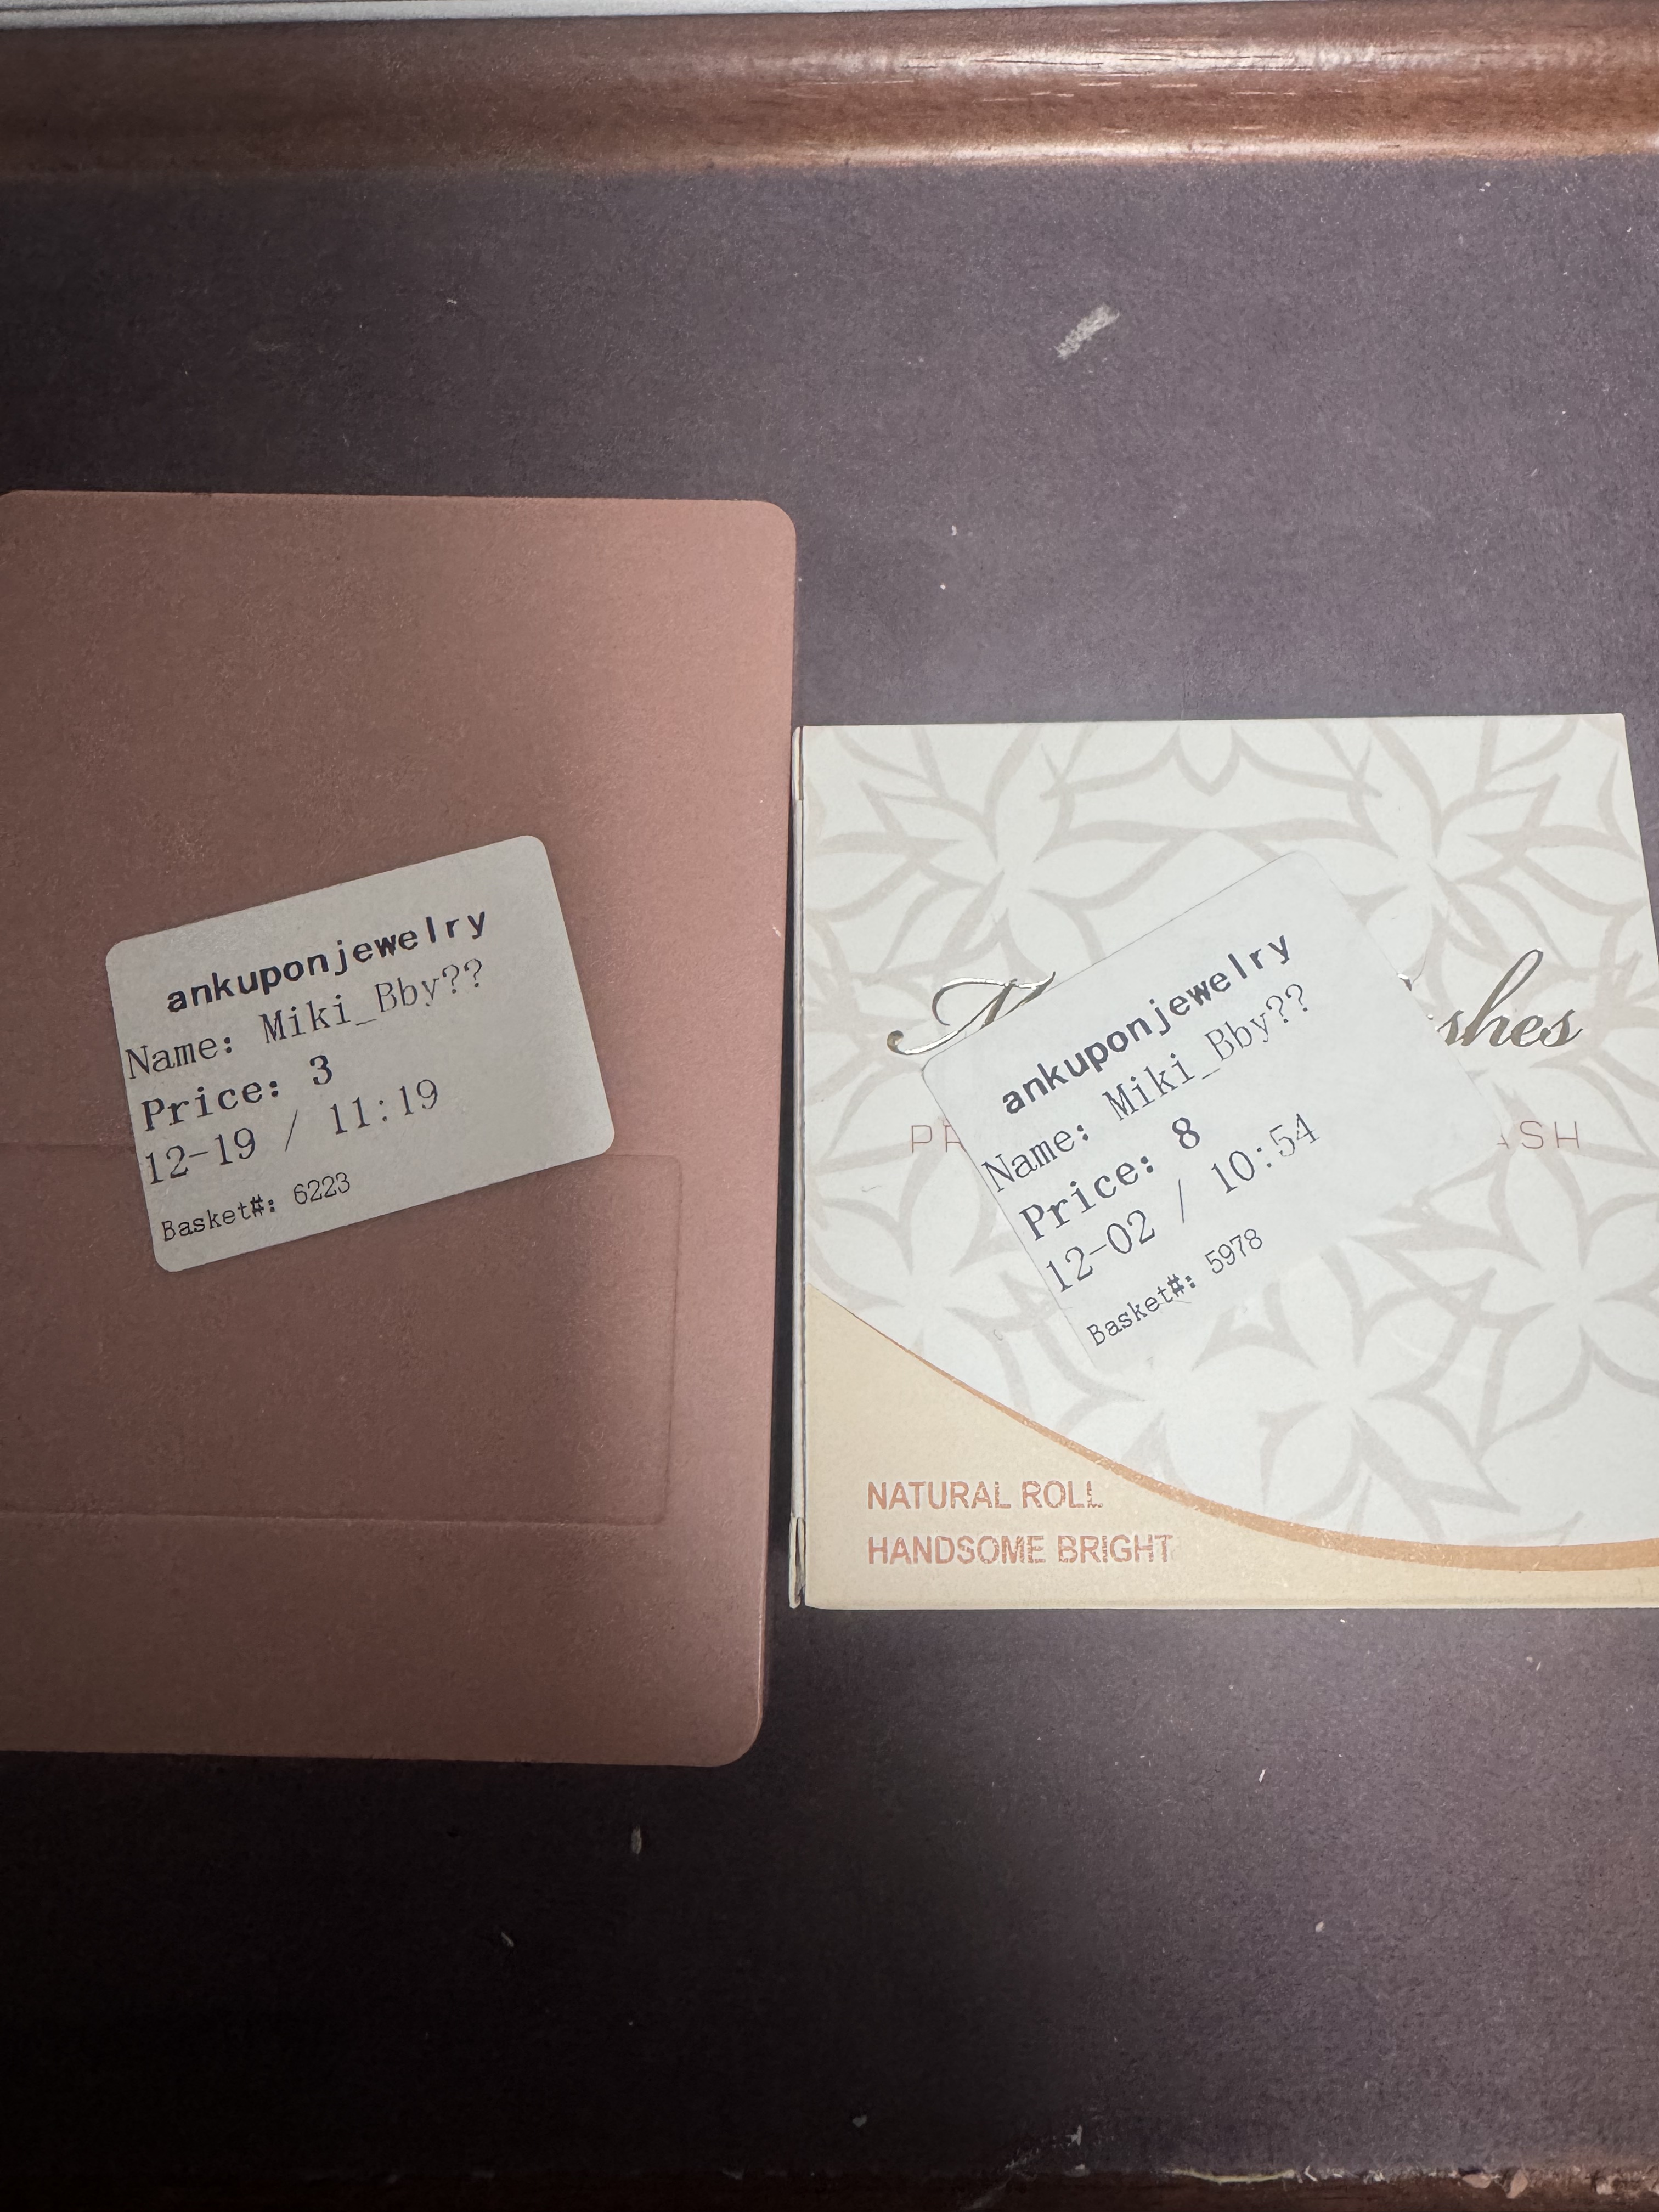 ankuponjewelry
Name: Miki_Bby??
Price: 3
12-19 / 11:19
Basket#: 6223
ankuponjewelry
Name: Miki_Bby??
Price: 8
12-02 / 10:54
Basket#: 5978
NATURAL ROLL
HANDSOME BRIGHT